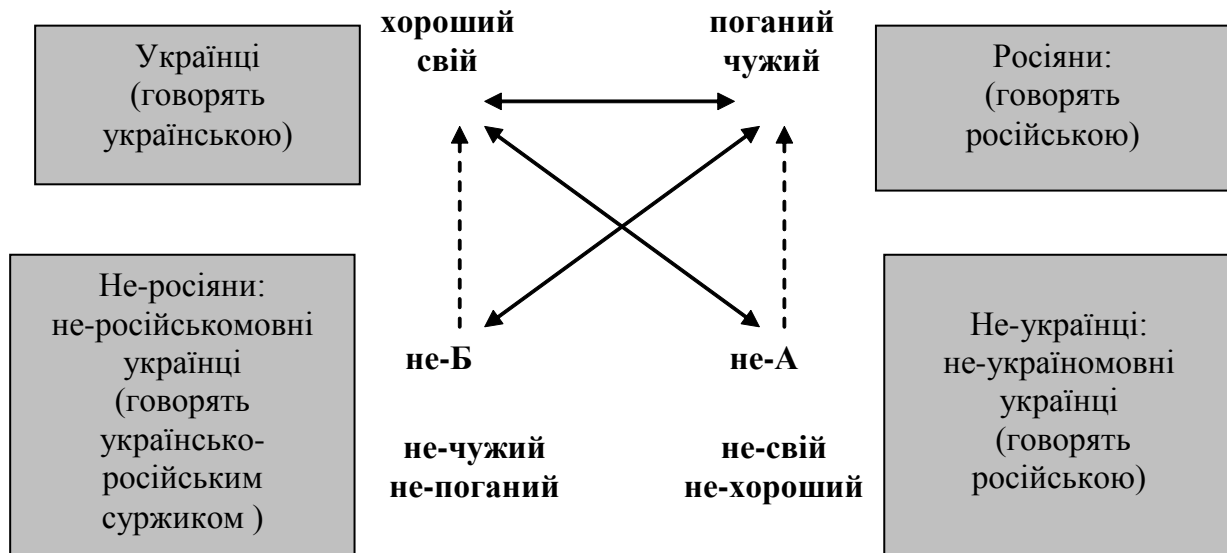 хороший
свій
поганий
чужий
Українці
(говорять
українською)
Росіяни:
(говорять
російською)
Не-росіяни:
не-російськомовні
українці
(говорять
українсько-
російським
суржиком )
не-Б
не-А
не-чужий
не-поганий
не-свій
не-хороший
Не-українці:
не-україномовні
українці
(говорять
російською)